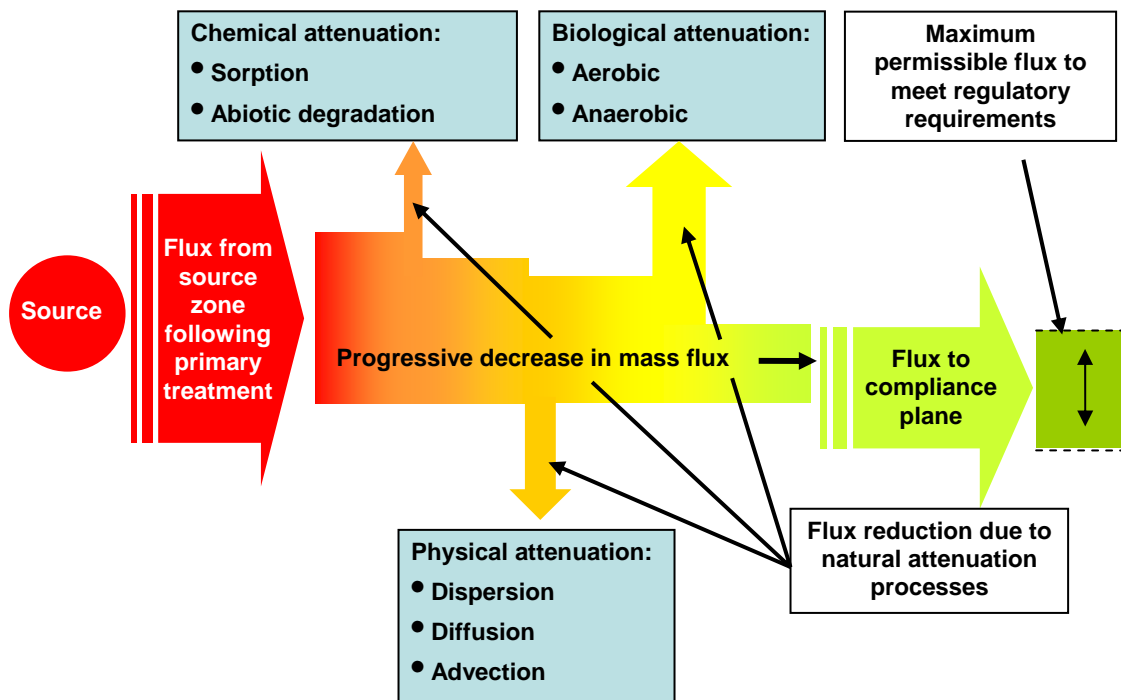 Chemical attenuation:
● Sorption
● Abiotic degradation
Biological attenuation:
● Aerobic
● Anaerobic
Maximum
permissible flux to
meet regulatory
requirements
Source
Flux from
source
zone
following
primary
treatment
Progressive decrease in mass flux
Flux to
compliance
plane
Physical attenuation:
● Dispersion
● Diffusion
● Advection
Flux reduction due to
natural attenuation
processes